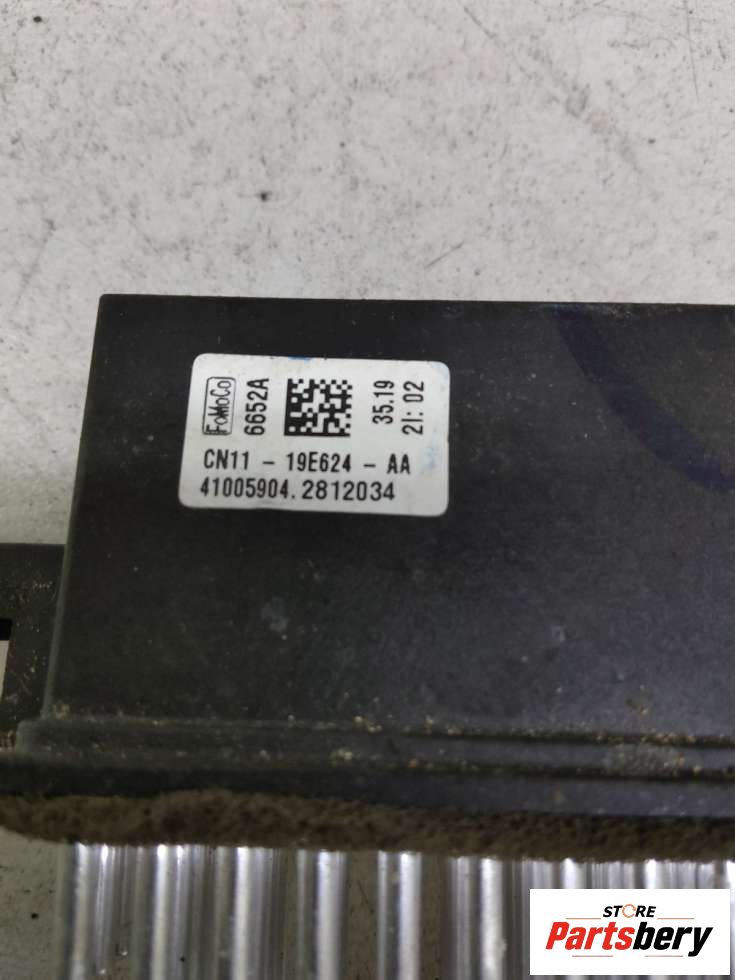 FoMoCo
6652A
35.19
21:02
CN11 - 19E624 - AA
41005904.2812034
STORE
Partsbery